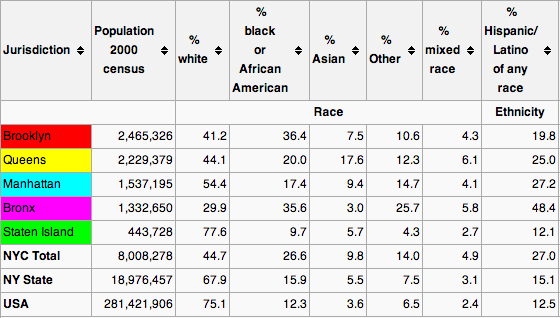 Jurisdiction Population 2000 census % white % black or African American % Asian % Other % mixed race % Hispanic/ Latino of any race
Race Ethnicity
Brooklyn 2,465,326 41.2 36.4 7.5 10.6 4.3 19.8
Queens 2,229,379 44.1 20.0 17.6 12.3 6.1 25.0
Manhattan 1,537,195 54.4 17.4 9.4 14.7 4.1 27.2
Bronx 1,332,650 29.9 35.6 3.0 25.7 5.8 48.4
Staten Island 443,728 77.6 9.7 5.7 4.3 2.7 12.1
NYC Total 8,008,278 44.7 26.6 9.8 14.0 4.9 27.0
NY State 18,976,457 67.9 15.9 5.5 7.5 3.1 15.1
USA 281,421,906 75.1 12.3 3.6 6.5 2.4 12.5